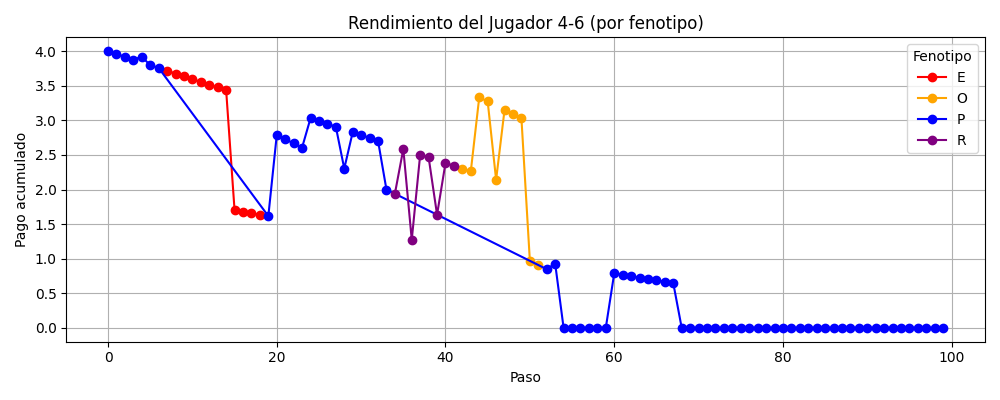 Rendimiento del Jugador 4-6 (por fenotipo)
Pago acumulado
4.0
3.5
3.0
2.5
2.0
1.5
1.0
0.5
0.0
Fenotipo
E
O
P
R
0 20 40 60 80 100
Paso